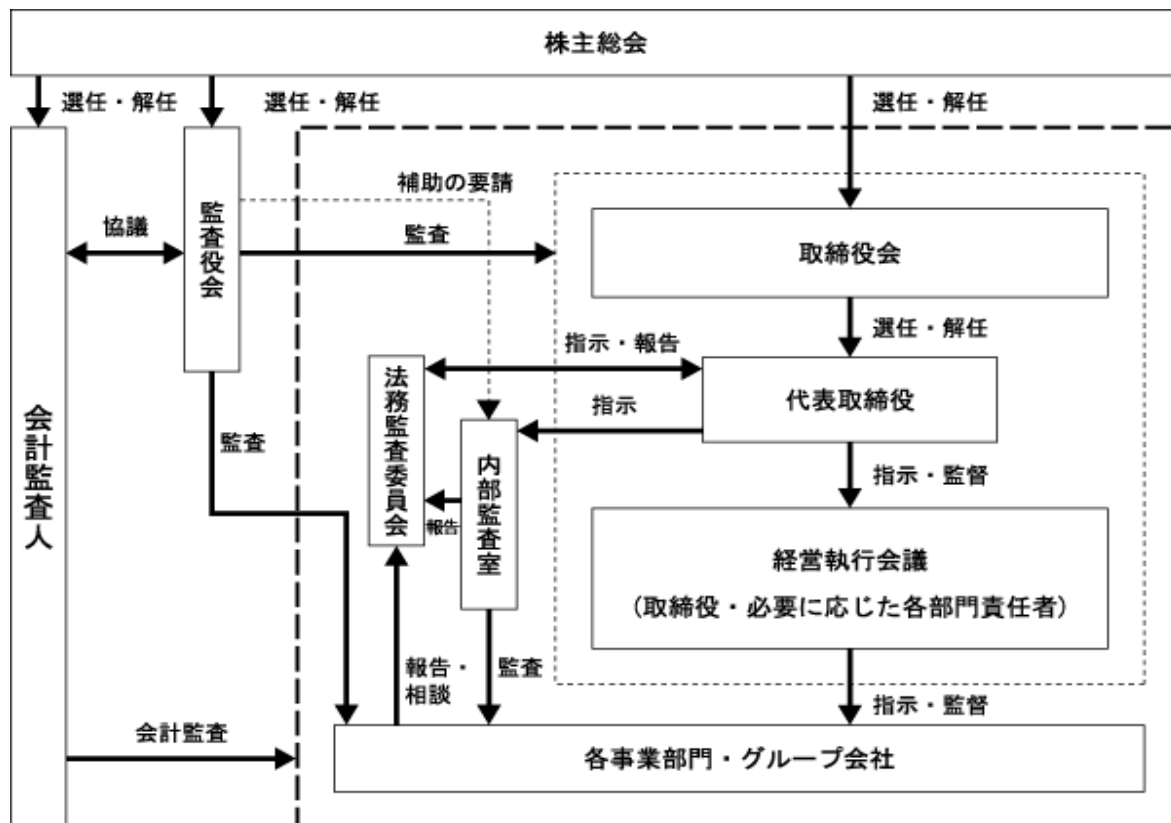 株主総会
選任・解任
選任・解任
選任・解任
補助の要請
監査役会
協議
監査
取締役会
選任・解任
指示・報告
法務監査委員会
代表取締役
指示
会計監査人
監査
内部監査室
指示・監督
報告
経営執行会議
(取締役・必要に応じた各部門責任者)
報告・
相談
監査
指示・監督
会計監査
各事業部門・グループ会社